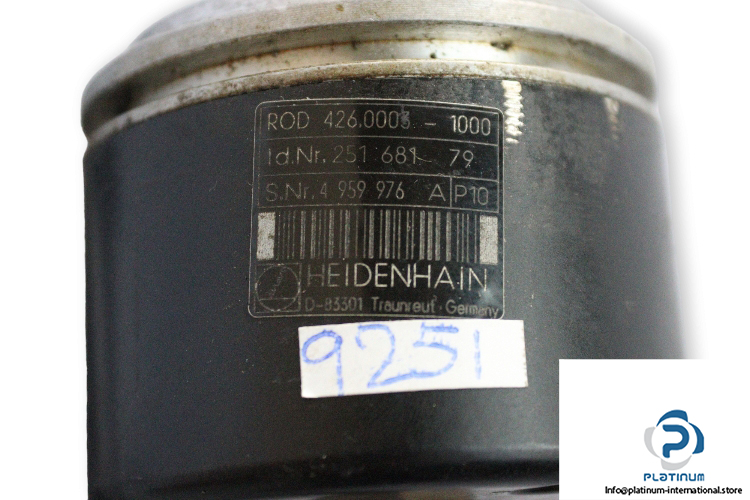 ROD 426.0003 - 1000
Id.Nr. 251 681- 79
S.Nr. 4 959 976 A P10
HEIDENHAIN
D-83301 Traunreut · Germany
9251
PLATINUM
Info@platinum-international.store